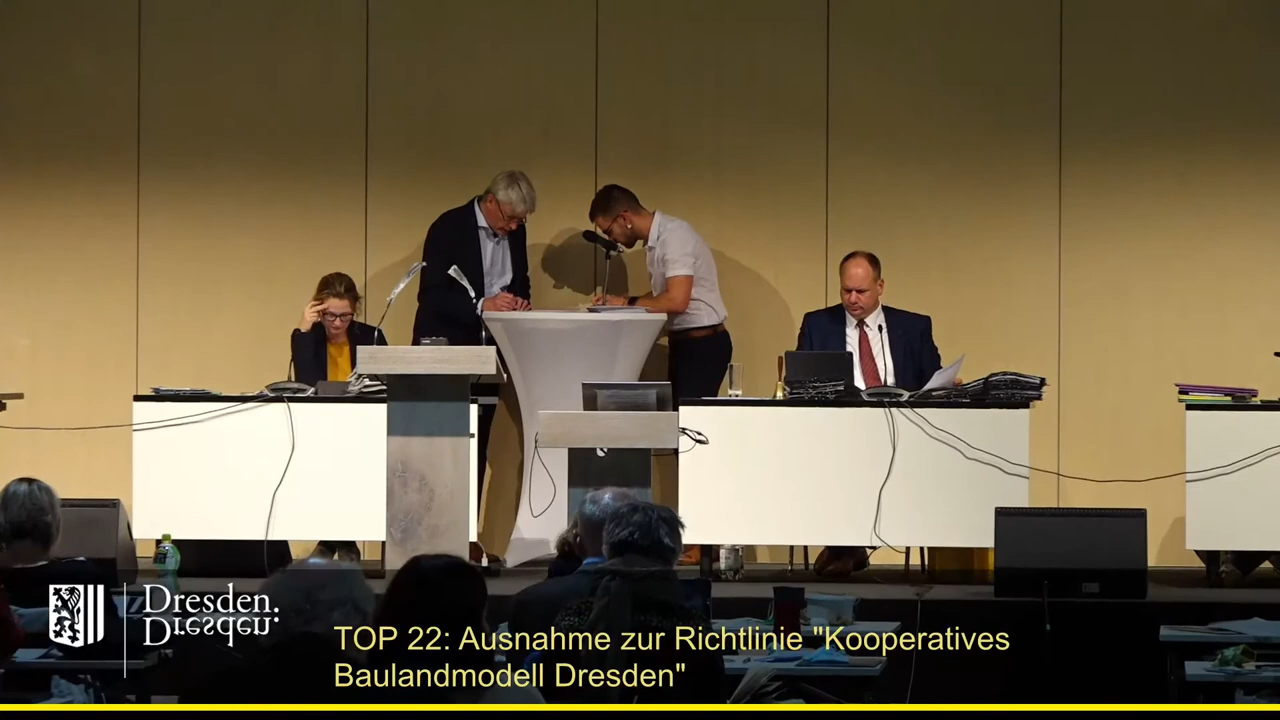 Dresden.
Dresden.
TOP 22: Ausnahme zur Richtlinie "Kooperatives
Baulandmodell Dresden"